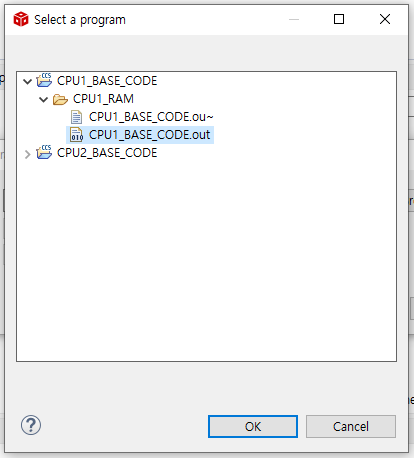 Select a program
CPU1_BASE_CODE
CPU1_RAM
CPU1_BASE_CODE.ou~
CPU1_BASE_CODE.out
CPU2_BASE_CODE
OK
Cancel